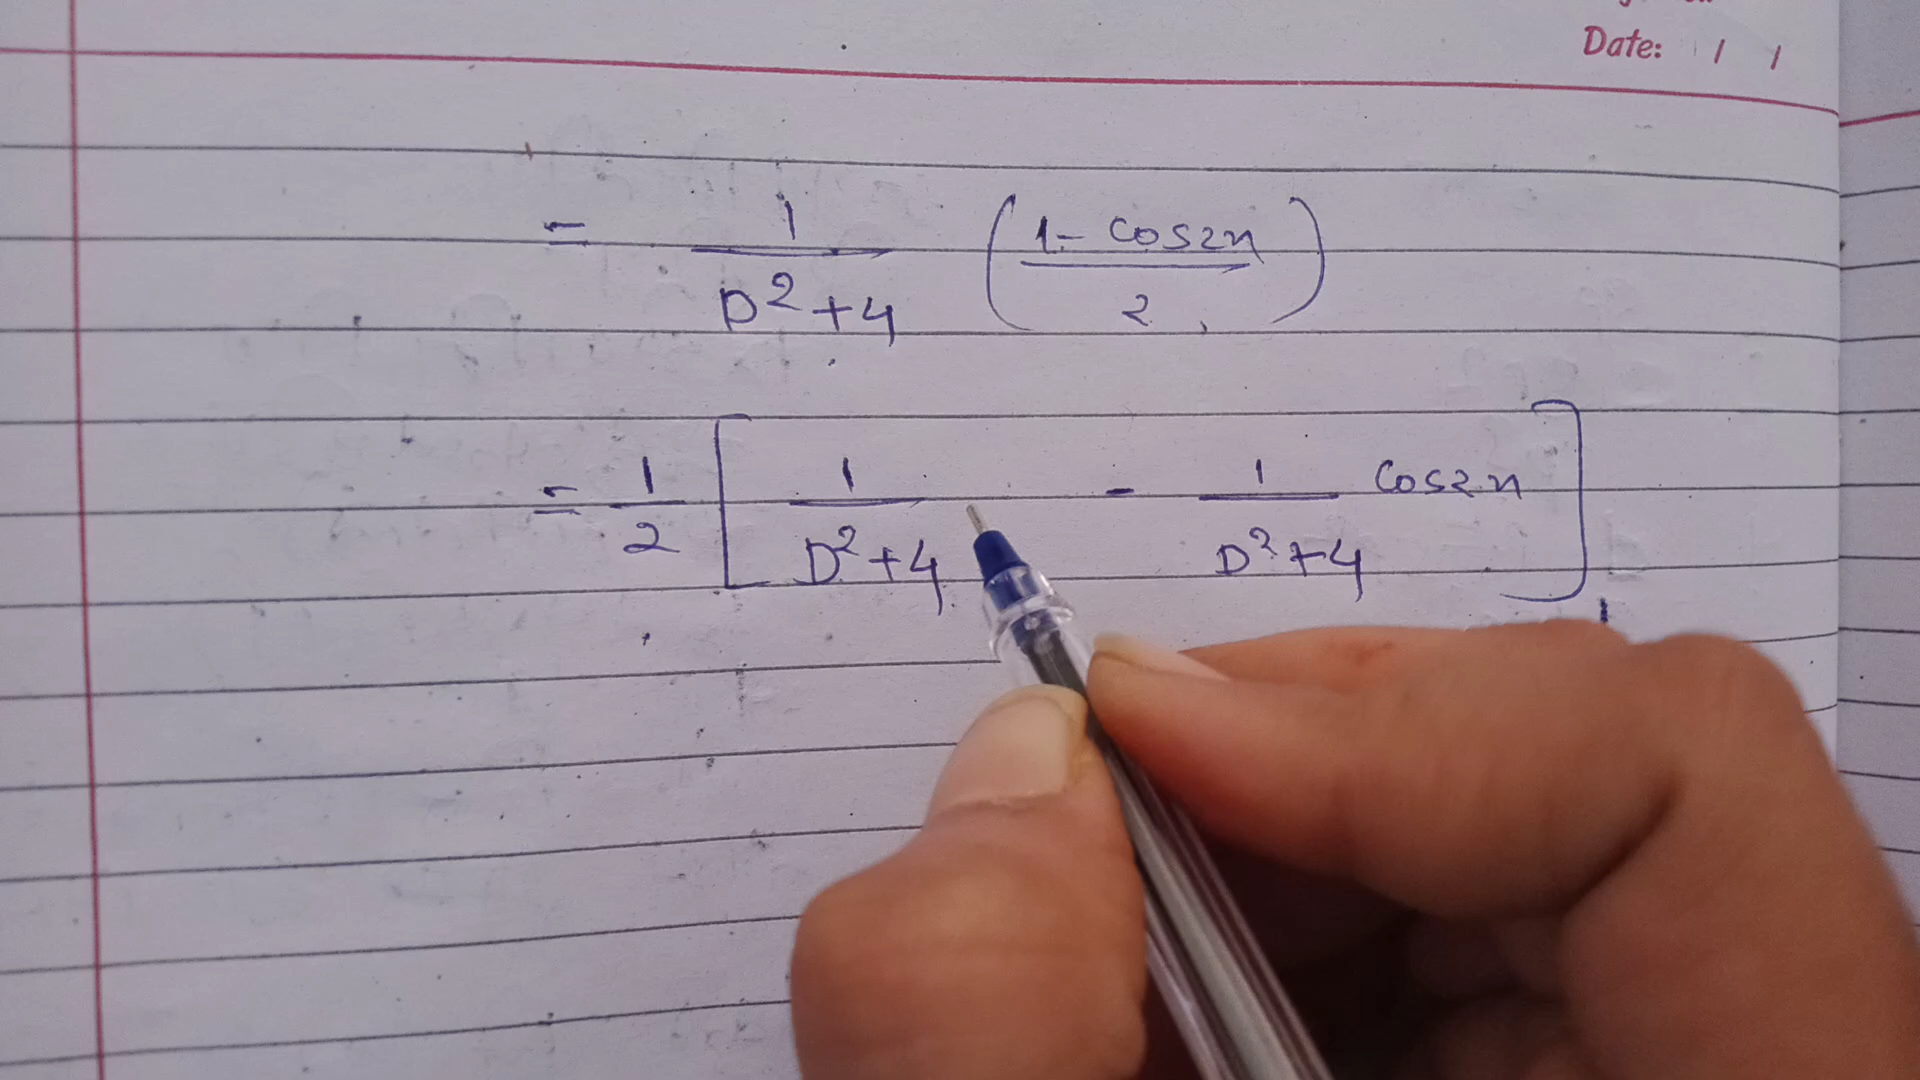 Date: / /
= 1/(D²+4) ((1-cos2x)/2)
= 1/2 [1/(D²+4) - 1/(D²+4) cos2x]